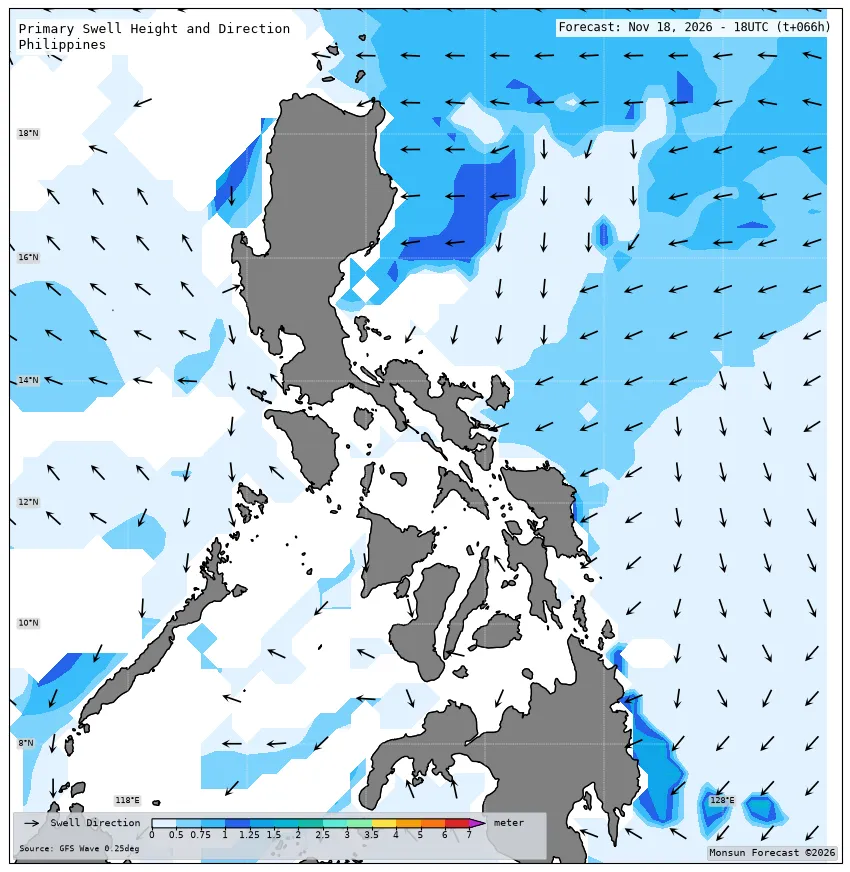 Primary Swell Height and Direction
Philippines
Forecast: Nov 18, 2026 - 18UTC (t+066h)
18°N
16°N
14°N
12°N
10°N
8°N
118°E
128°E
Swell Direction
0 0.5 0.75 1 1.25 1.5 2 2.5 3 3.5 4 5 6 7
meter
Source: GFS Wave 0.25deg
Monsun Forecast ©2026